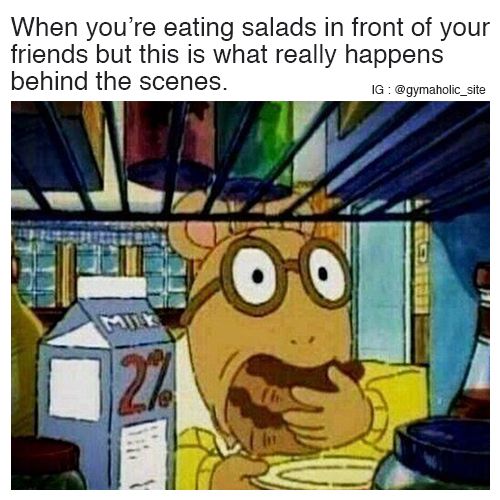 When you’re eating salads in front of your
friends but this is what really happens
behind the scenes.
IG : @gymaholic_site
MILK
2%